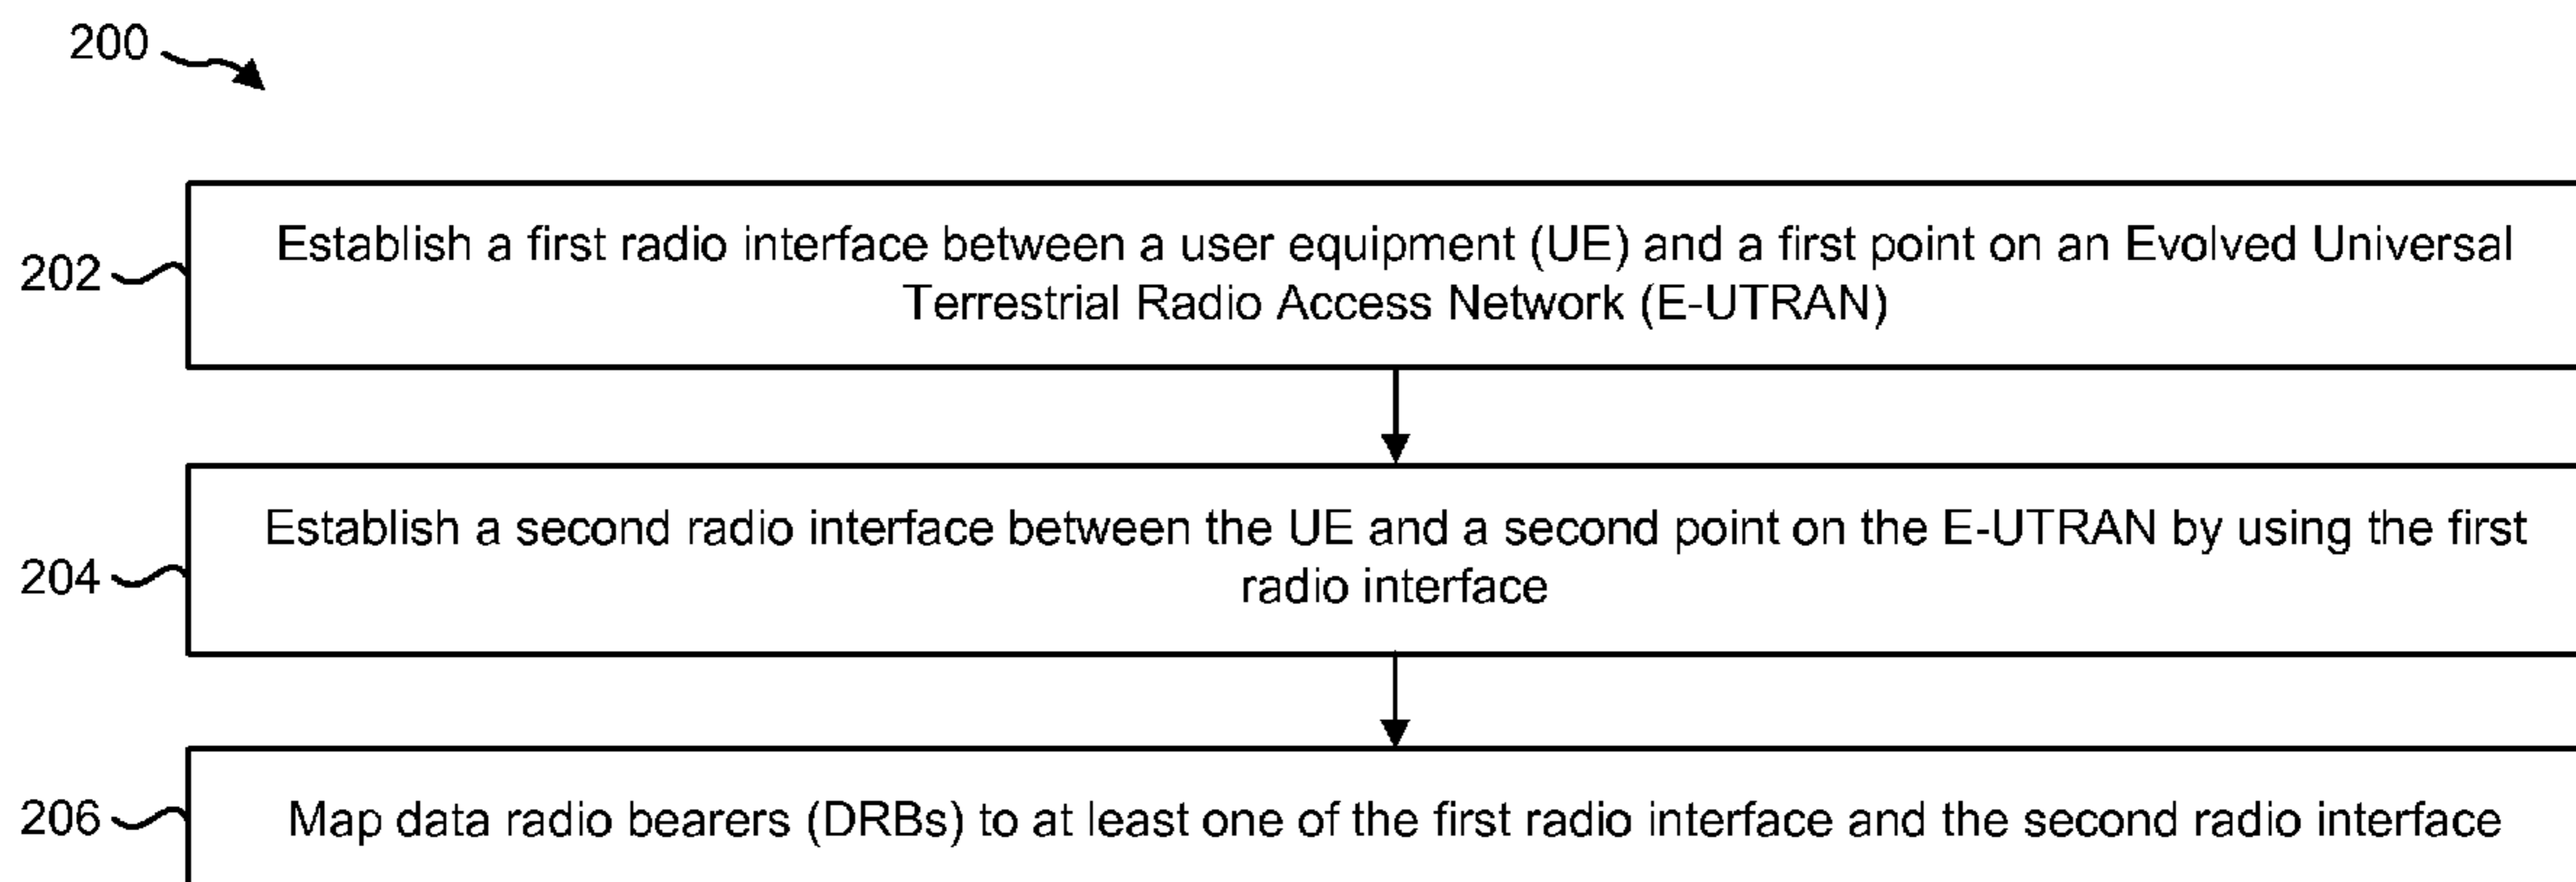 200
202
Establish a first radio interface between a user equipment (UE) and a first point on an Evolved Universal
Terrestrial Radio Access Network (E-UTRAN)
204
Establish a second radio interface between the UE and a second point on the E-UTRAN by using the first
radio interface
206
Map data radio bearers (DRBs) to at least one of the first radio interface and the second radio interface